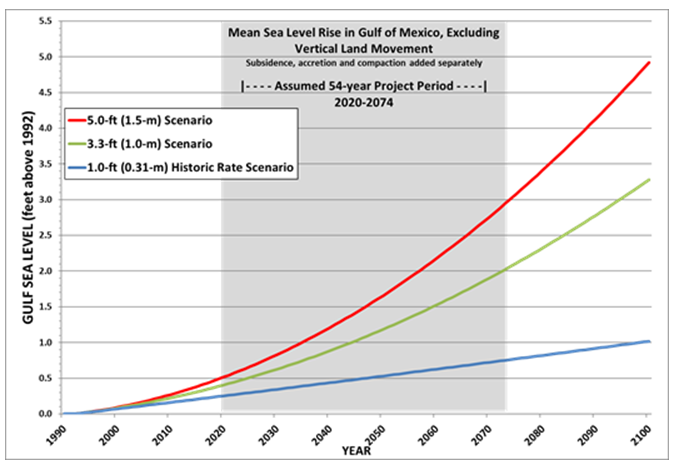 Mean Sea Level Rise in Gulf of Mexico, Excluding
Vertical Land Movement
Subsidence, accretion and compaction added separately
|- - - - Assumed 54-year Project Period - - - -|
2020-2074
5.0-ft (1.5-m) Scenario
3.3-ft (1.0-m) Scenario
1.0-ft (0.31-m) Historic Rate Scenario
GULF SEA LEVEL (feet above 1992)
5.5
5.0
4.5
4.0
3.5
3.0
2.5
2.0
1.5
1.0
0.5
0.0
1990
2000
2010
2020
2030
2040
2050
2060
2070
2080
2090
2100
YEAR